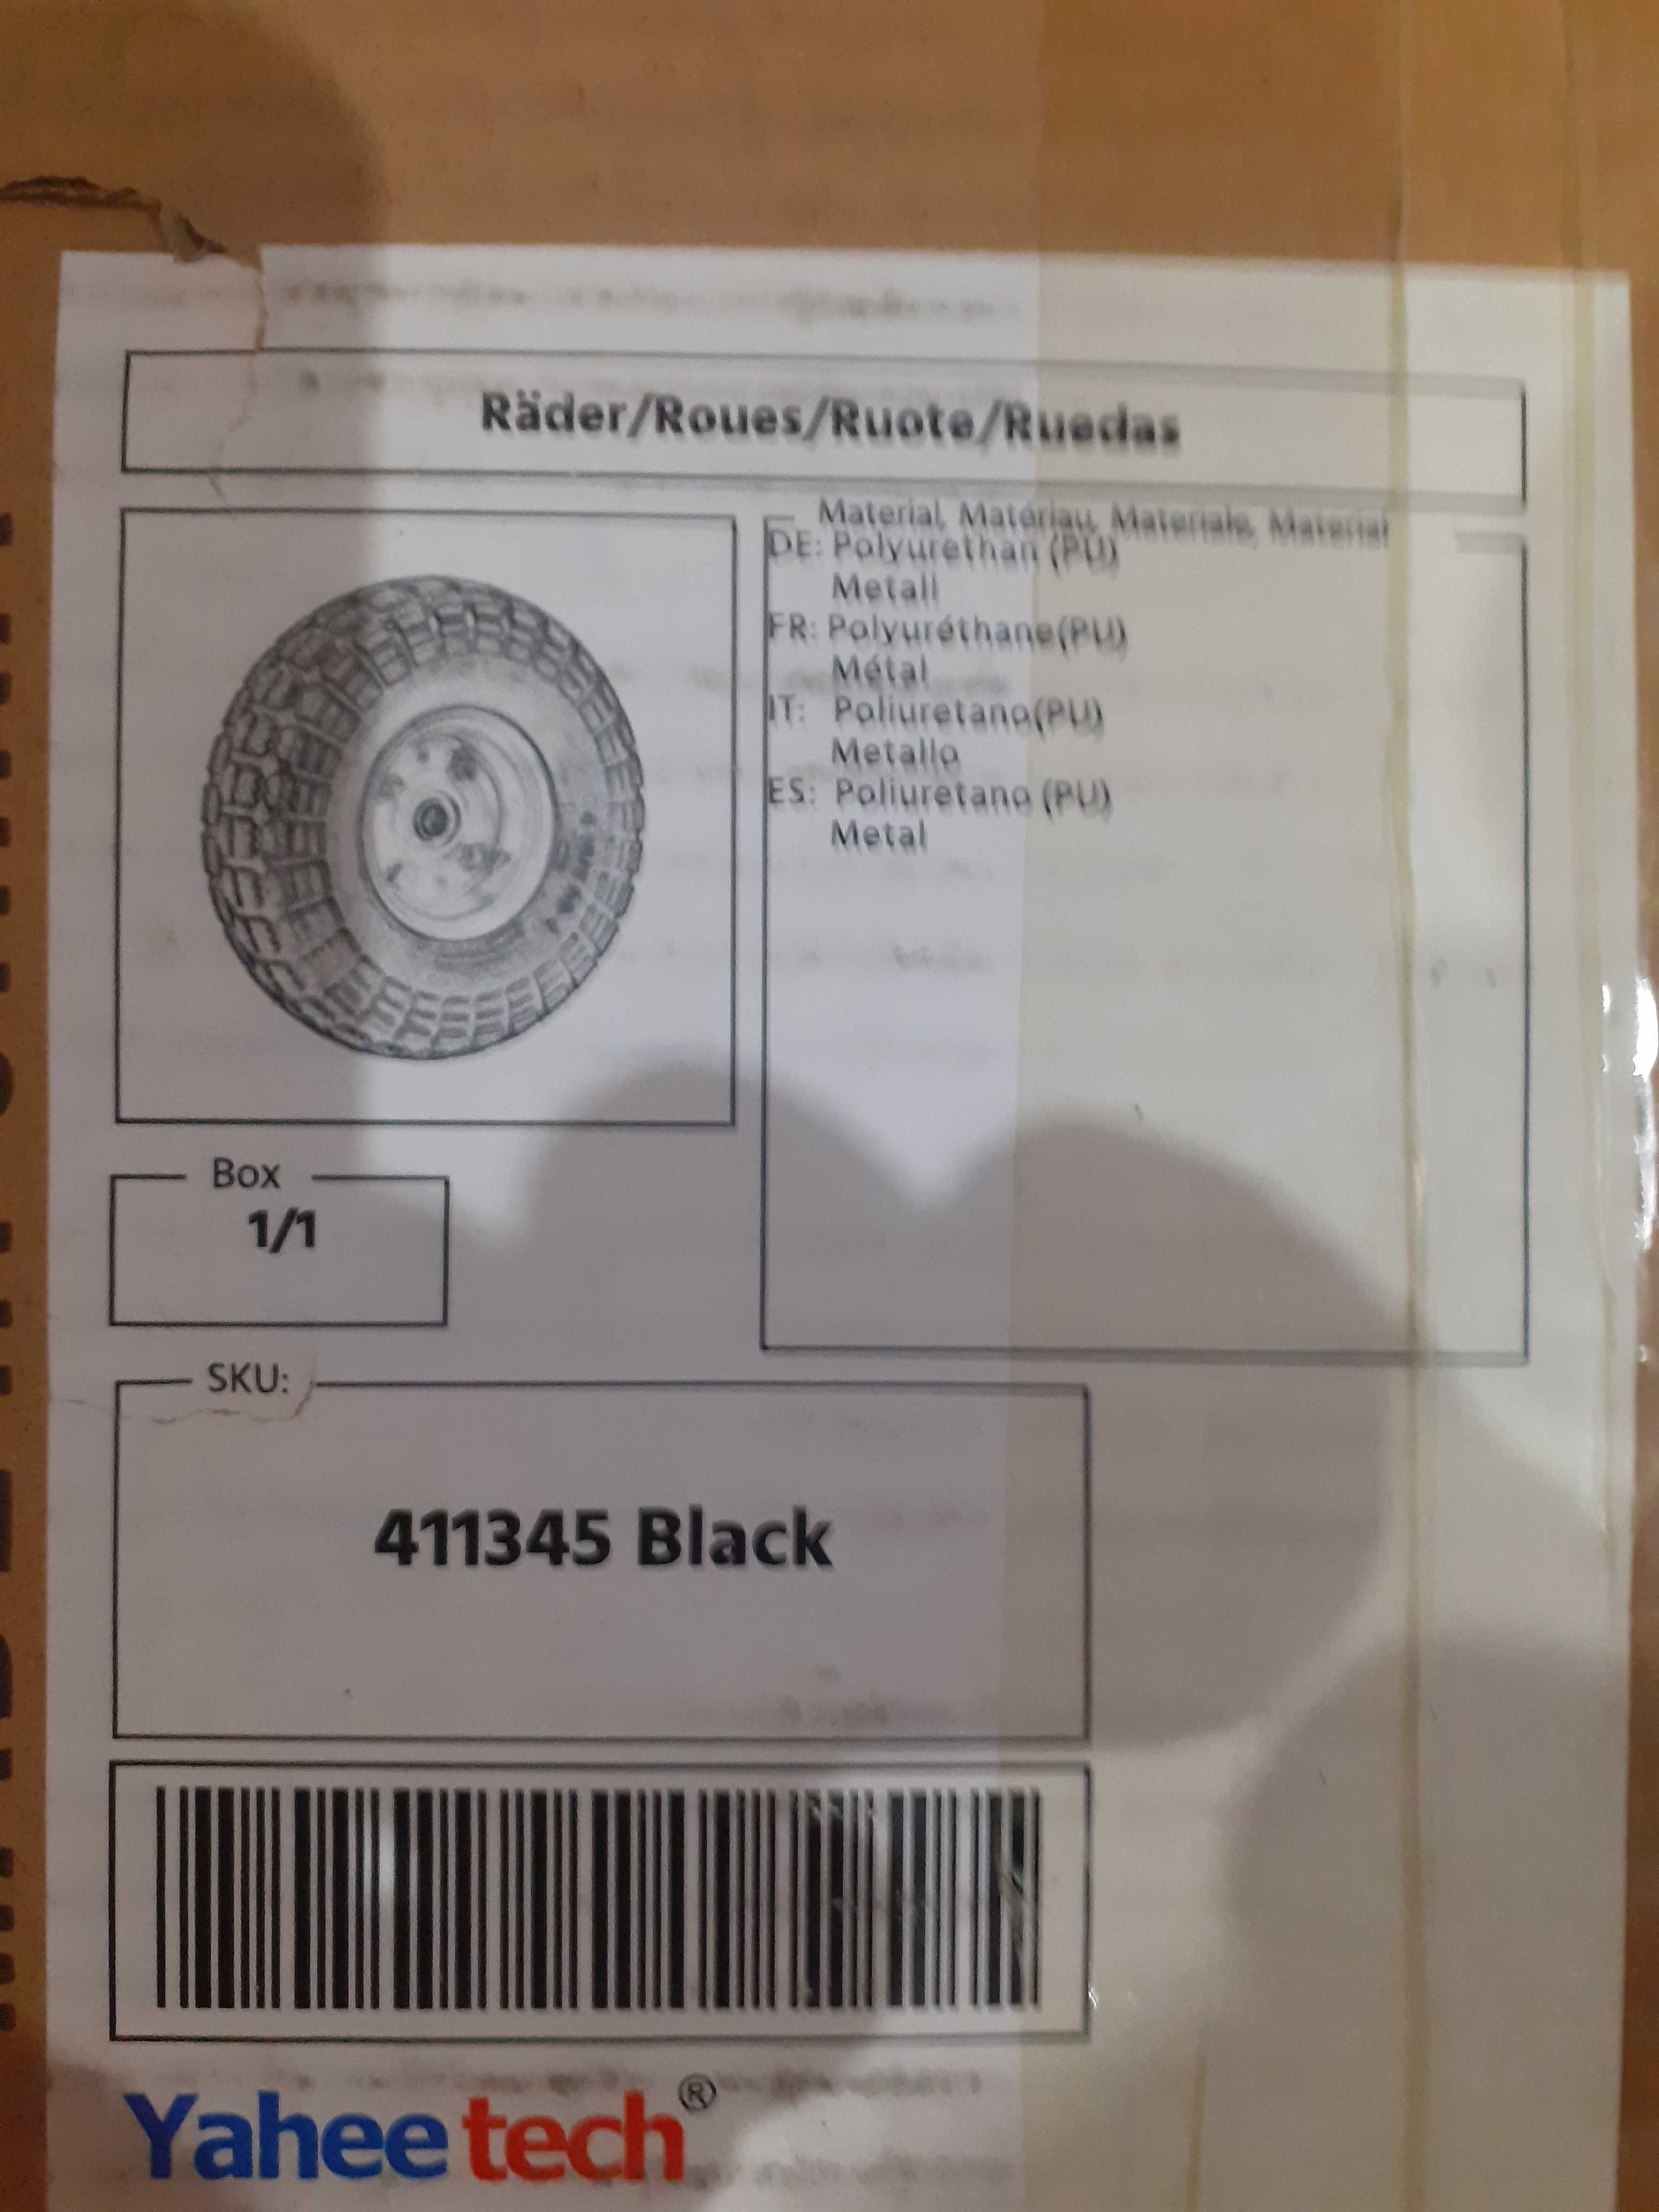 Räder/Roues/Ruote/Ruedas
Material, Matériau, Materiale, Material
DE: Polyurethan (PU)
Metall
FR: Polyuréthane(PU)
Métal
IT: Poliuretano(PU)
Metallo
ES: Poliuretano (PU)
Metal
Box
1/1
SKU:
411345 Black
Yaheetech®